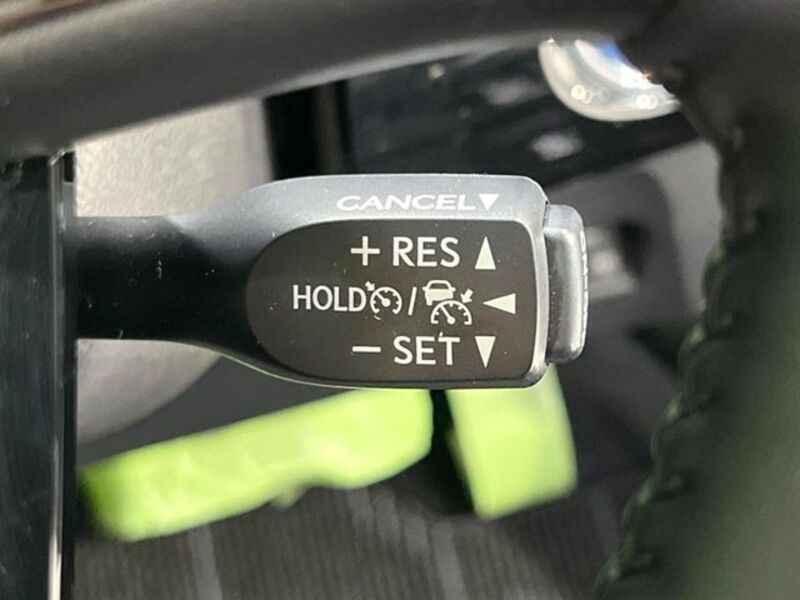 CANCEL▼
+ RES ▲
HOLD / ◀
− SET ▼